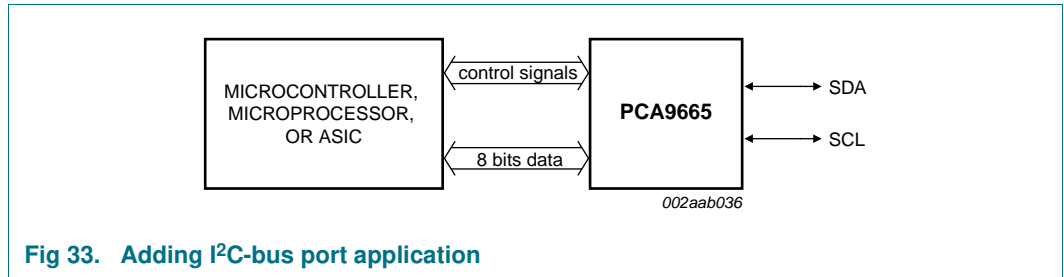 MICROCONTROLLER,
MICROPROCESSOR,
OR ASIC
control signals
8 bits data
PCA9665
SDA
SCL
002aab036
Fig 33. Adding I²C-bus port application